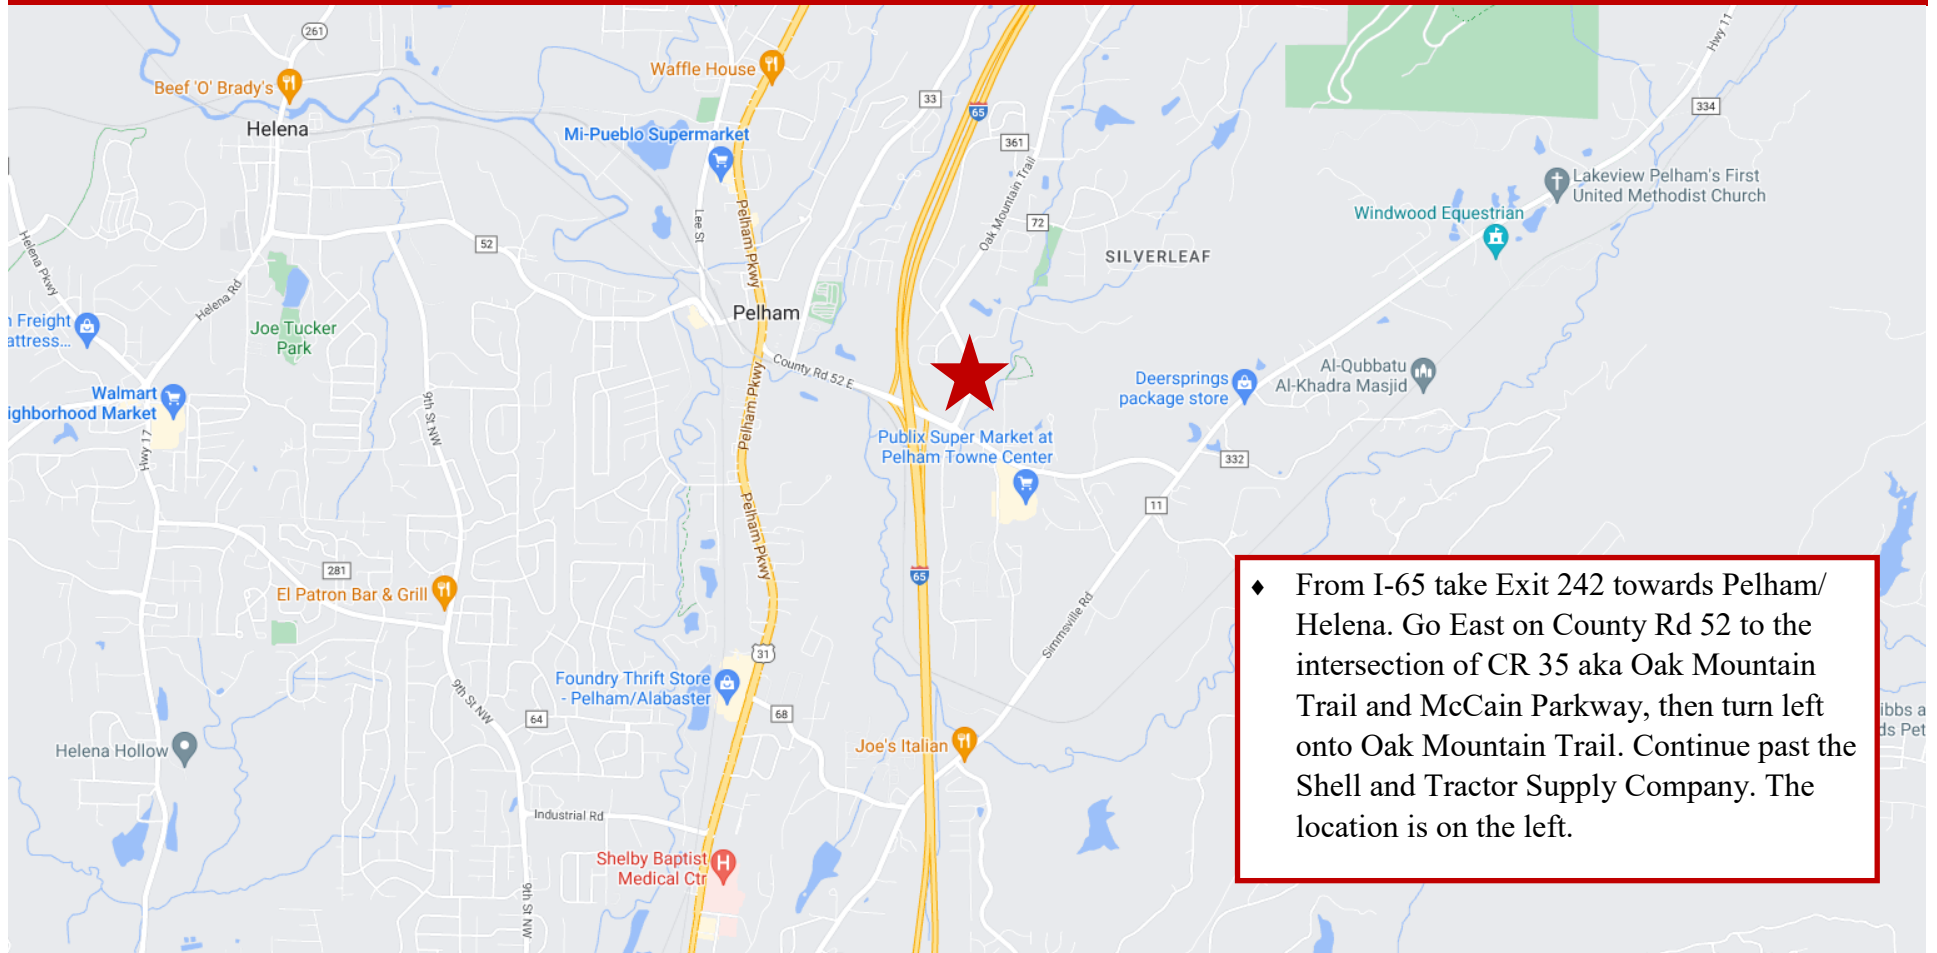 261
Beef 'O' Brady's
Helena
Waffle House
Mi-Pueblo Supermarket
33
65
361
Oak Mountain Trail
72
SILVERLEAF
Hwy 11
334
Lakeview Pelham's First
United Methodist Church
Windwood Equestrian
Helena Pkwy
52
Lee St
Pelham Pkwy
Helena Rd
Joe Tucker
Park
n Freight
attress...
Pelham
County Rd 52 E
Pelham Pkwy
Walmart
ighborhood Market
Hwy 17
9th St NW
Publix Super Market at
Pelham Towne Center
Deersprings
package store
Al-Qubbatu
Al-Khadra Masjid
332
11
Pelham Pkwy
281
El Patron Bar & Grill
65
Simmsville Rd
31
Foundry Thrift Store
- Pelham/Alabaster
68
9th St NW
64
Helena Hollow
Joe's Italian
Industrial Rd
Shelby Baptist
Medical Ctr
9th St NW
ibbs a
ds Pet
♦ From I-65 take Exit 242 towards Pelham/
Helena. Go East on County Rd 52 to the
intersection of CR 35 aka Oak Mountain
Trail and McCain Parkway, then turn left
onto Oak Mountain Trail. Continue past the
Shell and Tractor Supply Company. The
location is on the left.